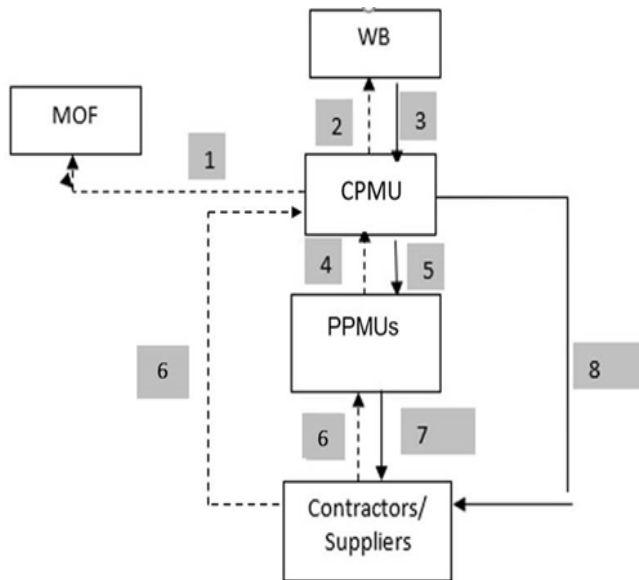 WB
MOF
2
3
1
CPMU
4
5
PPMUs
6
8
6
7
Contractors/
Suppliers